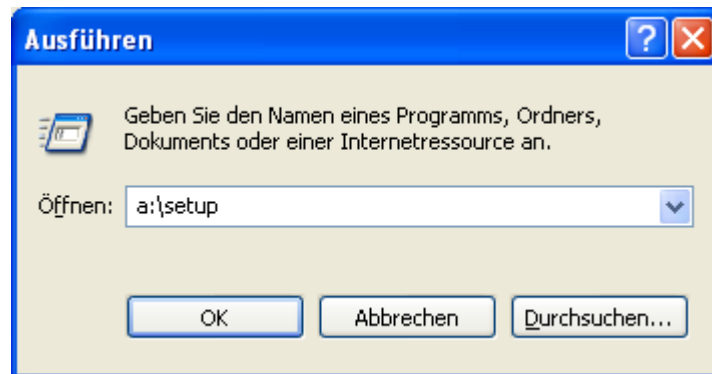 Ausführen
Geben Sie den Namen eines Programms, Ordners,
Dokuments oder einer Internetressource an.
Öffnen: a:\setup
OK Abbrechen Durchsuchen...